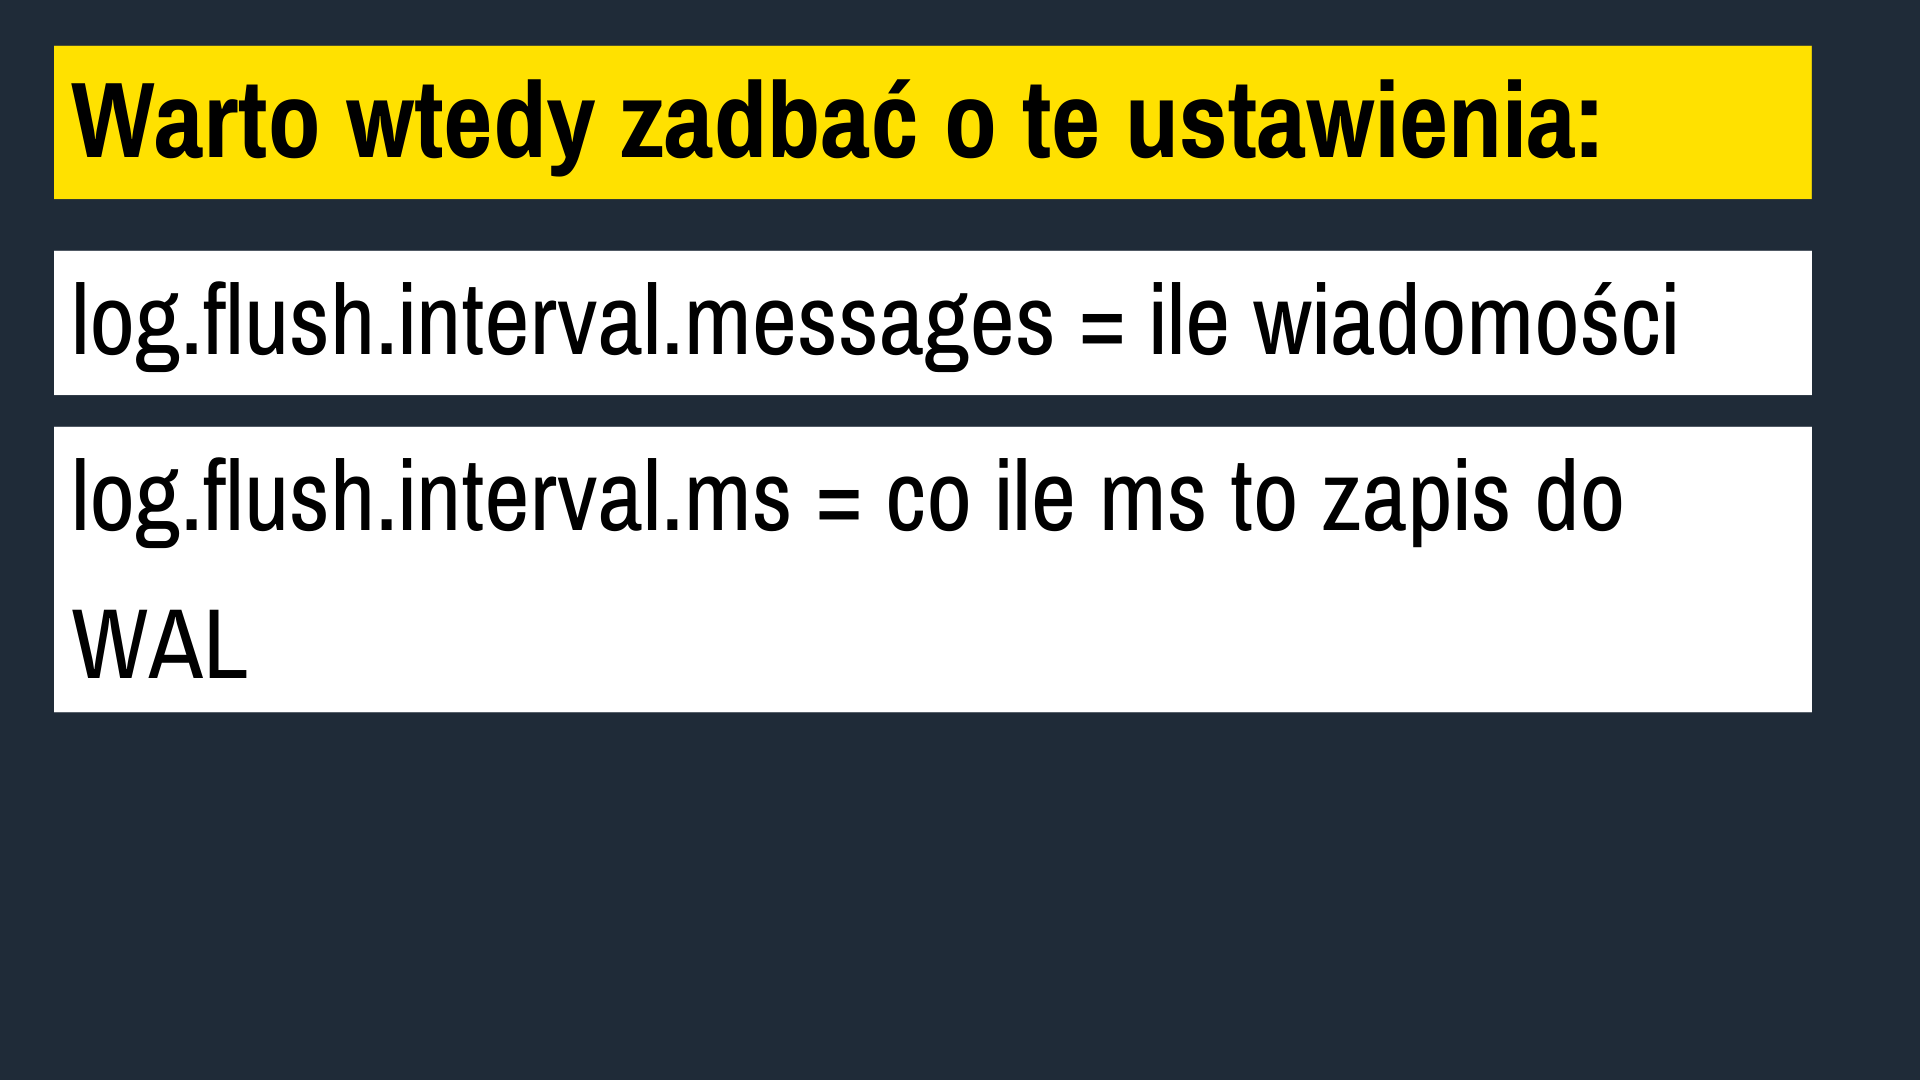 Warto wtedy zadbać o te ustawienia:
log.flush.interval.messages = ile wiadomości
log.flush.interval.ms = co ile ms to zapis do
WAL